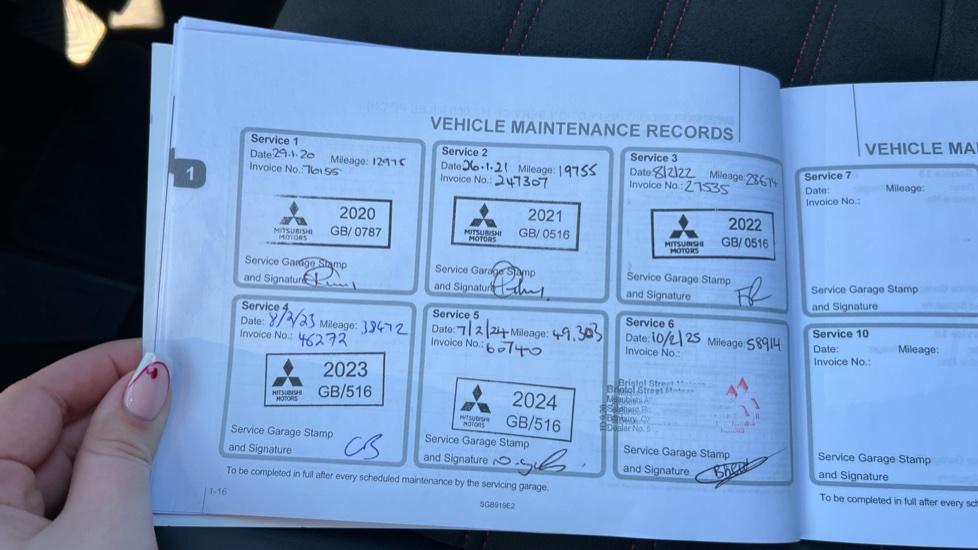 VEHICLE MAINTENANCE RECORDS
1
Service 1
Date: 29.1.20 Mileage: 12975
Invoice No.: 76155
MITSUBISHI MOTORS
2020
GB/ 0787
Service Garage Stamp
and Signature
Service 2
Date: 26.1.21 Mileage: 19755
Invoice No.: 247307
MITSUBISHI MOTORS
2021
GB/ 0516
Service Garage Stamp
and Signature
Service 3
Date: 8/2/22 Mileage: 28674
Invoice No.: 27535
MITSUBISHI MOTORS
2022
GB/ 0516
Service Garage Stamp
and Signature
Service 4
Date: 8/2/23 Mileage: 38472
Invoice No.: 46272
MITSUBISHI MOTORS
2023
GB/516
Service Garage Stamp
and Signature CB
Service 5
Date: 7/2/24 Mileage: 49,303
Invoice No.: 60740
MITSUBISHI MOTORS
2024
GB/516
Service Garage Stamp
and Signature
Service 6
Date: 10/2/25 Mileage: 58914
Invoice No.:
Bristol Street Motors
Dealer No.
Service Garage Stamp
and Signature
To be completed in full after every scheduled maintenance by the servicing garage.
1-16
SGB919E2
VEHICLE MA
Service 7
Date: Mileage:
Invoice No.:
Service Garage Stamp
and Signature
Service 10
Date: Mileage:
Invoice No.:
Service Garage Stamp
and Signature
To be completed in full after every sch